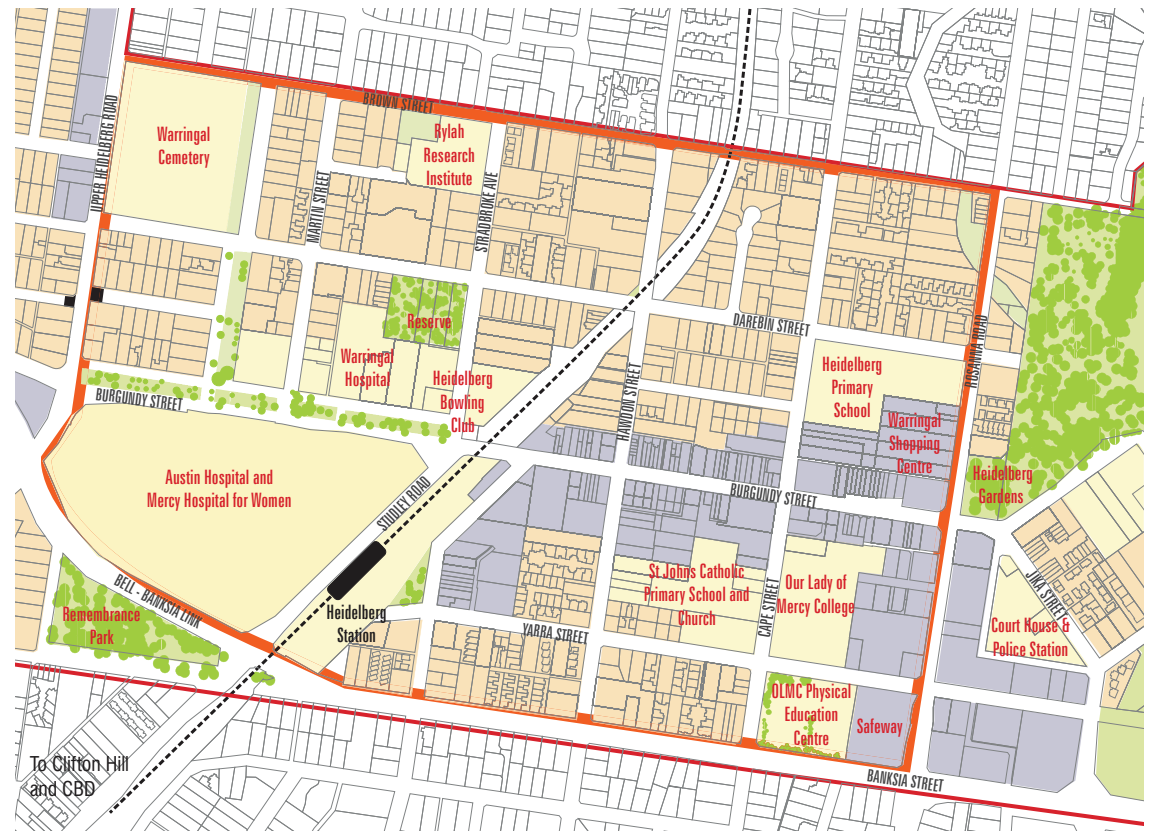 BROWN STREET
UPPER HEIDELBERG ROAD
Warringal
Cemetery
Rylah
Research
Institute
MARTIN STREET
STRADBROKE AVE
Reserve
DAREBIN STREET
ROSANNA ROAD
Warringal
Hospital
Heidelberg
Bowling
Club
HAWDON STREET
Heidelberg
Primary
School
Warringal
Shopping
Centre
BURGUNDY STREET
Austin Hospital and
Mercy Hospital for Women
STUDLEY ROAD
BURGUNDY STREET
Heidelberg
Gardens
BELL - BANKSIA LINK
Remembrance
Park
Heidelberg
Station
YARRA STREET
St Johns Catholic
Primary School and
Church
CAPE STREET
Our Lady of
Mercy College
JIKA STREET
Court House &
Police Station
OLMC Physical
Education
Centre
Safeway
BANKSIA STREET
To Clifton Hill
and CBD